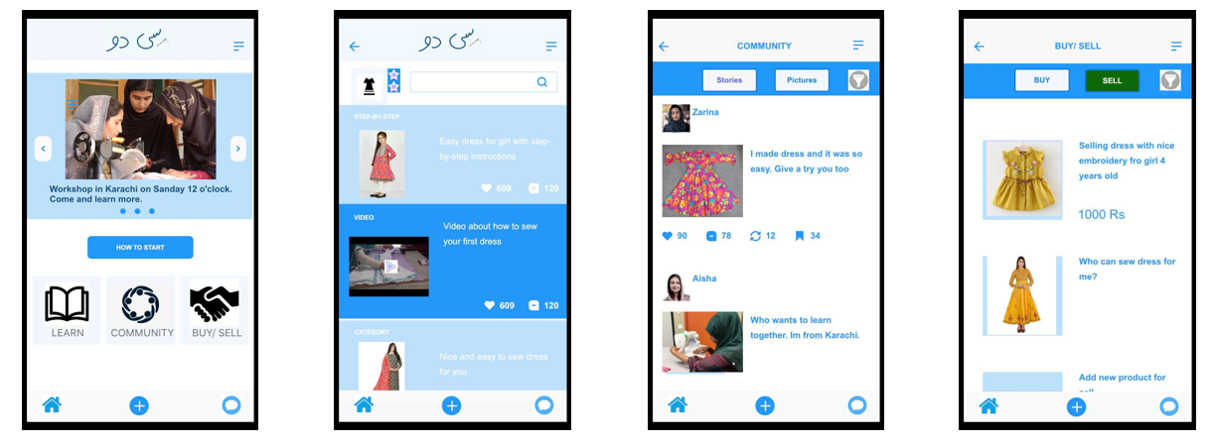 سی دو
Workshop in Karachi on Sanday 12 o'clock.
Come and learn more.
HOW TO START
LEARN
COMMUNITY
BUY/ SELL
سی دو
STEP-BY-STEP
Easy dress for girl with step-
by-step instructions
609
120
VIDEO
Video about how to sew
your first dress
609
120
CATEGORY
Nice and easy to sew dress
for you
COMMUNITY
Stories
Pictures
Zarina
I made dress and it was so
easy. Give a try you too
90
78
12
34
Aisha
Who wants to learn
together. Im from Karachi.
BUY/ SELL
BUY
SELL
Selling dress with nice
embroidery fro girl 4
years old
1000 Rs
Who can sew dress for
me?
Add new product for